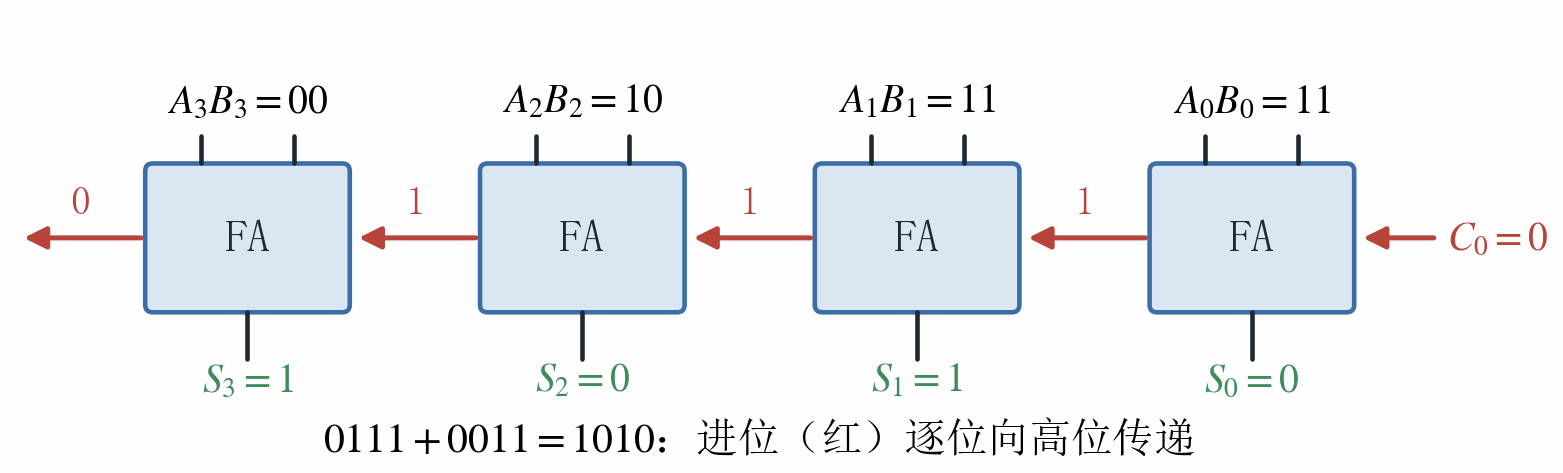 A₃B₃=00 A₂B₂=10 A₁B₁=11 A₀B₀=11
0 1 1 1
FA FA FA FA C₀=0
S₃=1 S₂=0 S₁=1 S₀=0
0111+0011=1010：进位（红）逐位向高位传递